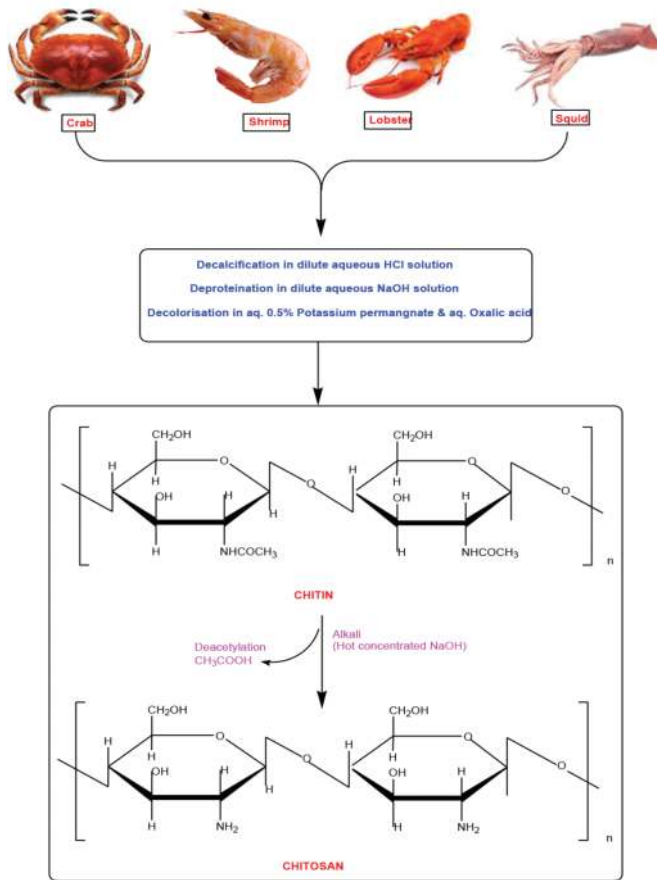 Crab
Shrimp
Lobster
Squid
Decalcification in dilute aqueous HCl solution
Deproteination in dilute aqueous NaOH solution
Decolorisation in aq. 0.5% Potassium permangnate & aq. Oxalic acid
CH₂OH
O
H
H
OH
H
H
H
NHCOCH₃
O
CH₂OH
O
H
H
OH
H
H
NHCOCH₃
O
n
CHITIN
Deacetylation
CH₃COOH
Alkali
(Hot concentrated NaOH)
CH₂OH
O
H
H
OH
H
H
H
NH₂
O
CH₂OH
O
H
H
OH
H
H
NH₂
O
n
CHITOSAN